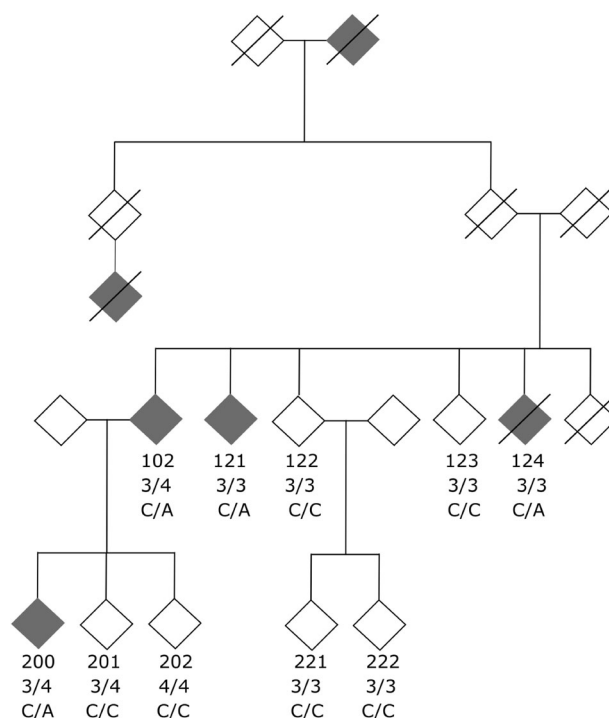 102 121 122 123 124
3/4 3/3 3/3 3/3 3/3
C/A C/A C/C C/C C/A
200 201 202 221 222
3/4 3/4 4/4 3/3 3/3
C/A C/C C/C C/C C/C